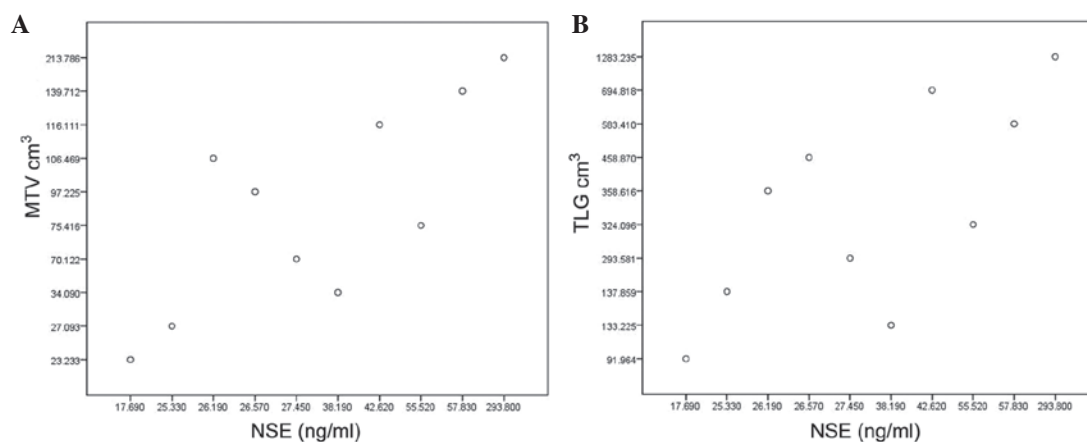 A
MTV cm³
213.786
139.712
116.111
106.469
97.225
75.416
70.122
34.090
27.093
23.233
17.690 25.330 26.190 26.570 27.450 38.190 42.620 55.520 57.830 293.800
NSE (ng/ml)
B
TLG cm³
1283.235
694.818
583.410
458.870
358.616
324.096
293.581
137.859
133.225
91.964
17.690 25.330 26.190 26.570 27.450 38.190 42.620 55.520 57.830 293.800
NSE (ng/ml)